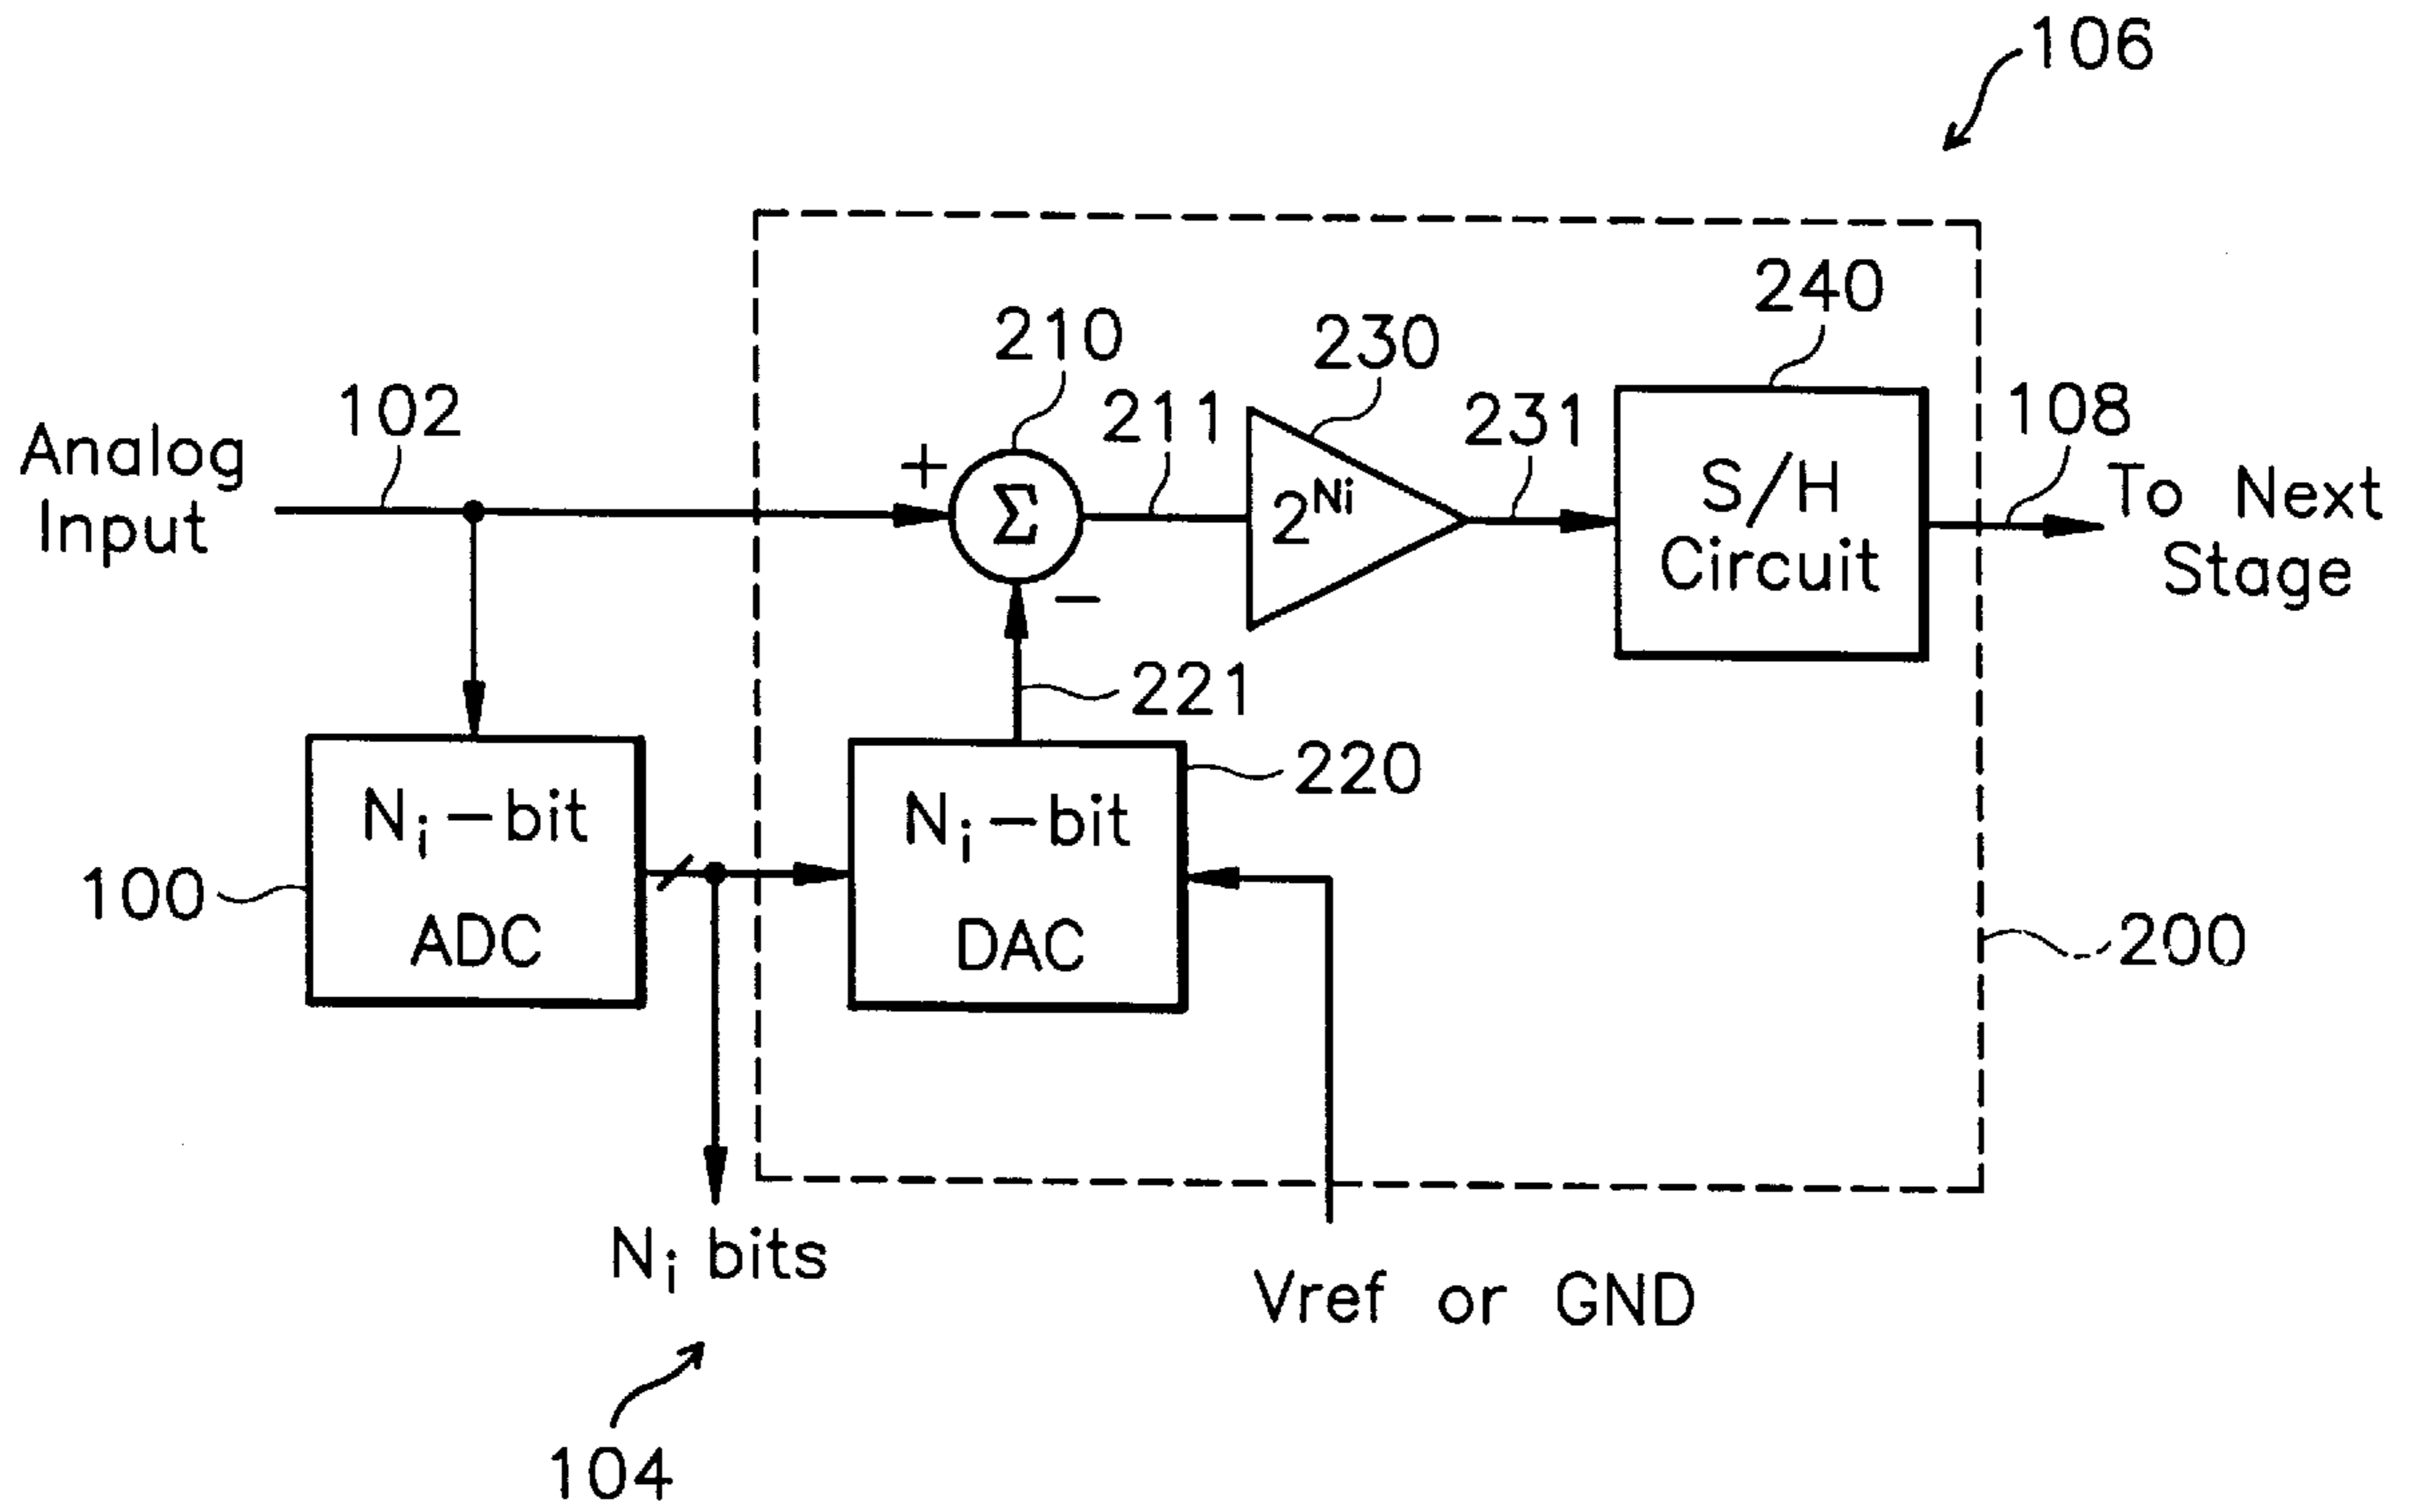 106
240
210
230
102
211
231
108
Analog
Input
+
Σ
2^Ni
S/H
Circuit
To Next
Stage
−
221
220
Ni-bit
ADC
Ni-bit
DAC
100
200
Ni bits
Vref or GND
104